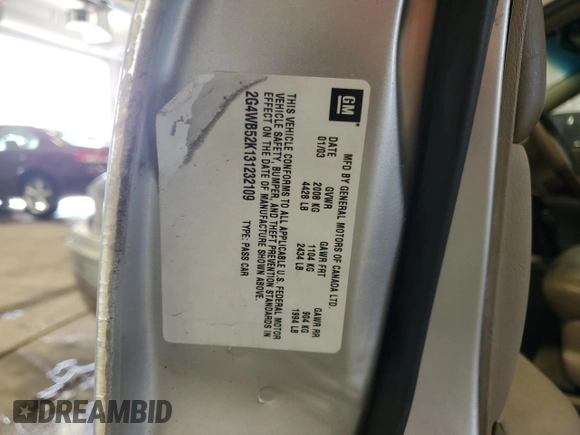 GM
MFD BY GENERAL MOTORS OF CANADA LTD.
DATE GVWR GAWR FRT GAWR RR
01/03 2008 KG 1104 KG 904 KG
4428 LB 2434 LB 1994 LB
THIS VEHICLE CONFORMS TO ALL APPLICABLE U.S. FEDERAL MOTOR
VEHICLE SAFETY, BUMPER, AND THEFT PREVENTION STANDARDS IN
EFFECT ON THE DATE OF MANUFACTURE SHOWN ABOVE.
2G4WB52K131232109 TYPE: PASS CAR
DREAMBID